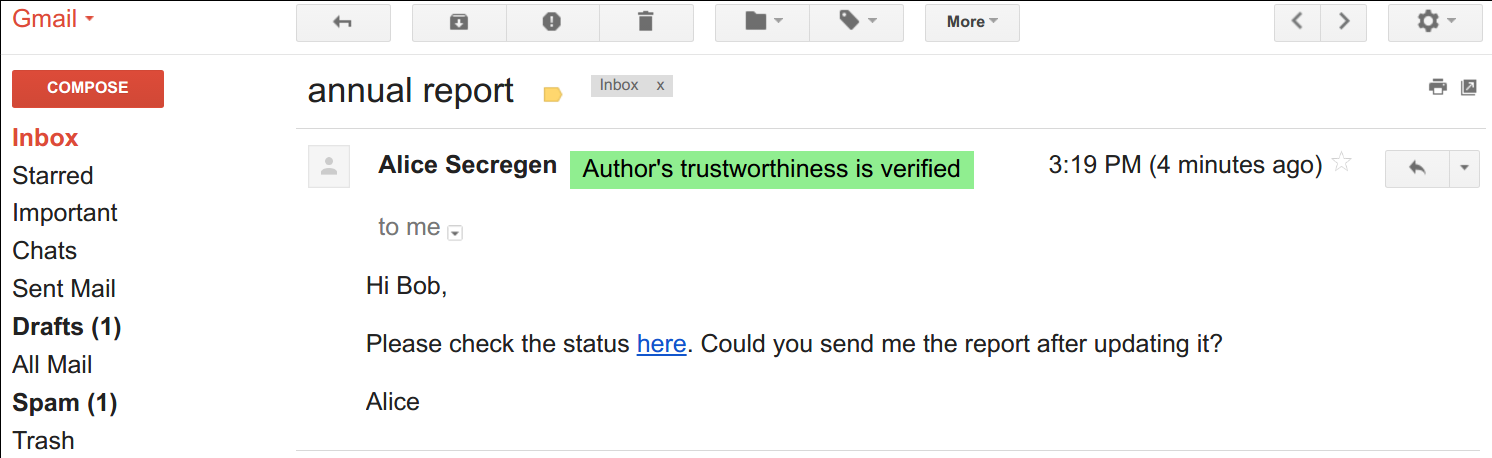 Gmail
More
COMPOSE
annual report Inbox x
Inbox
Starred
Important
Chats
Sent Mail
Drafts (1)
All Mail
Spam (1)
Trash
Alice Secregen Author's trustworthiness is verified 3:19 PM (4 minutes ago)
to me
Hi Bob,
Please check the status here. Could you send me the report after updating it?
Alice